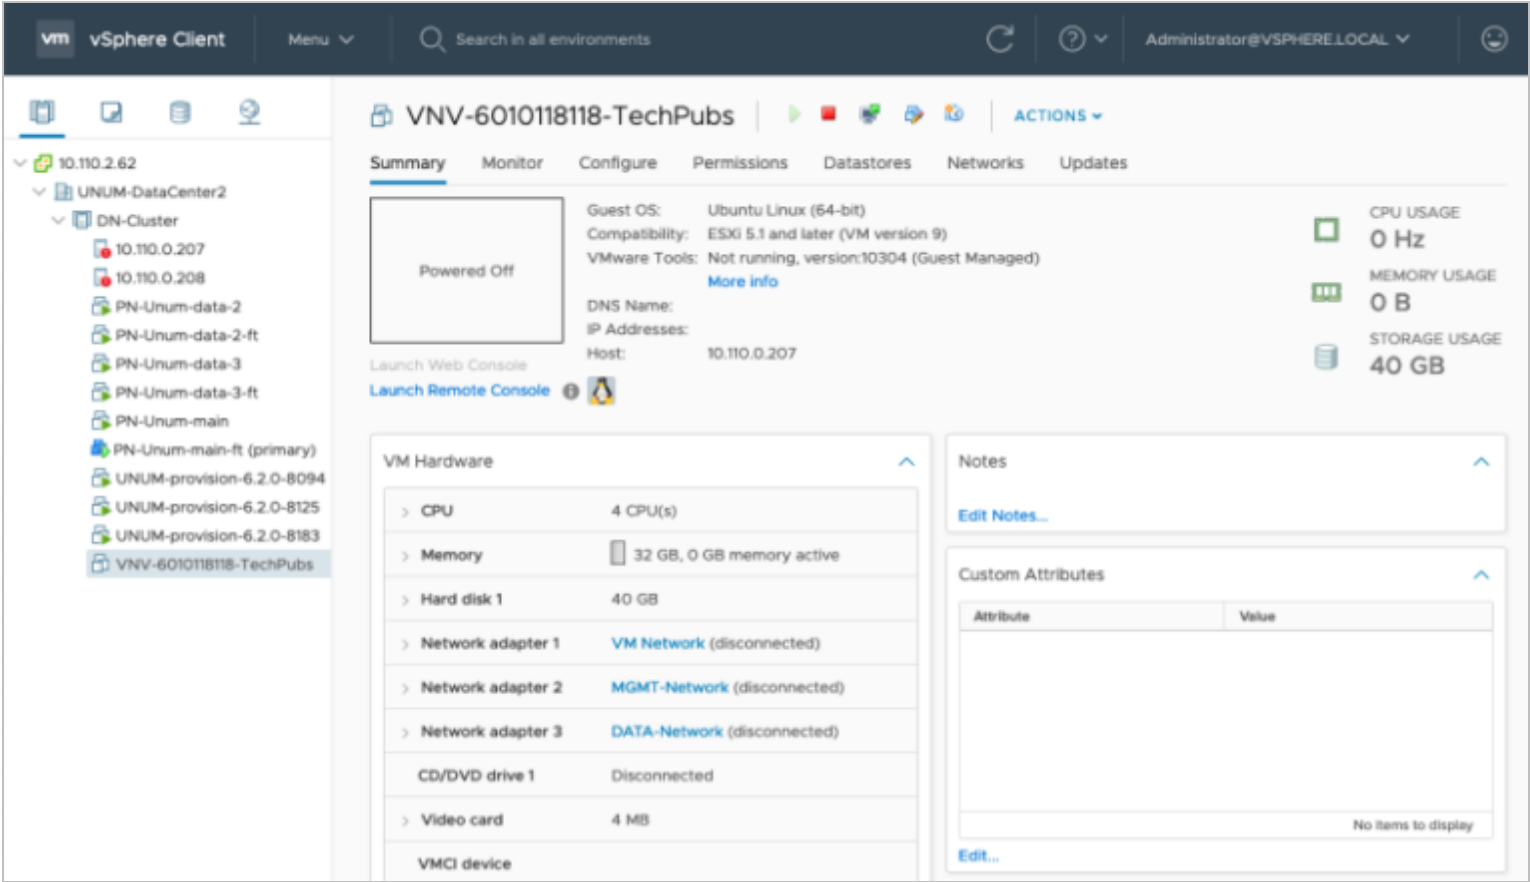 vm vSphere Client Menu Search in all environments Administrator@VSPHERE.LOCAL
10.110.2.62
UNUM-DataCenter2
DN-Cluster
10.110.0.207
10.110.0.208
PN-Unum-data-2
PN-Unum-data-2-ft
PN-Unum-data-3
PN-Unum-data-3-ft
PN-Unum-main
PN-Unum-main-ft (primary)
UNUM-provision-6.2.0-8094
UNUM-provision-6.2.0-8125
UNUM-provision-6.2.0-8183
VNV-6010118118-TechPubs
VNV-6010118118-TechPubs ACTIONS
Summary Monitor Configure Permissions Datastores Networks Updates
Powered Off
Launch Web Console
Launch Remote Console
Guest OS: Ubuntu Linux (64-bit)
Compatibility: ESXi 5.1 and later (VM version 9)
VMware Tools: Not running, version:10304 (Guest Managed)
More info
DNS Name:
IP Addresses:
Host: 10.110.0.207
CPU USAGE
0 Hz
MEMORY USAGE
0 B
STORAGE USAGE
40 GB
VM Hardware
CPU 4 CPU(s)
Memory 32 GB, 0 GB memory active
Hard disk 1 40 GB
Network adapter 1 VM Network (disconnected)
Network adapter 2 MGMT-Network (disconnected)
Network adapter 3 DATA-Network (disconnected)
CD/DVD drive 1 Disconnected
Video card 4 MB
VMCI device
Notes
Edit Notes...
Custom Attributes
Attribute Value
No items to display
Edit...